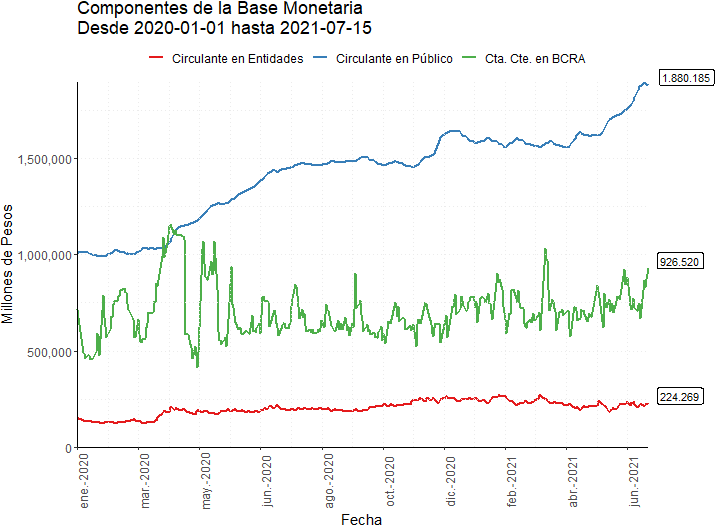 Componentes de la Base Monetaria
Desde 2020-01-01 hasta 2021-07-15
Circulante en Entidades Circulante en Público Cta. Cte. en BCRA
1.880.185
1,500,000
1,000,000
926.520
500,000
224.269
0
Millones de Pesos
ene.-2020 mar.-2020 may.-2020 jun.-2020 ago.-2020 oct.-2020 dic.-2020 feb.-2021 abr.-2021 jun.-2021
Fecha